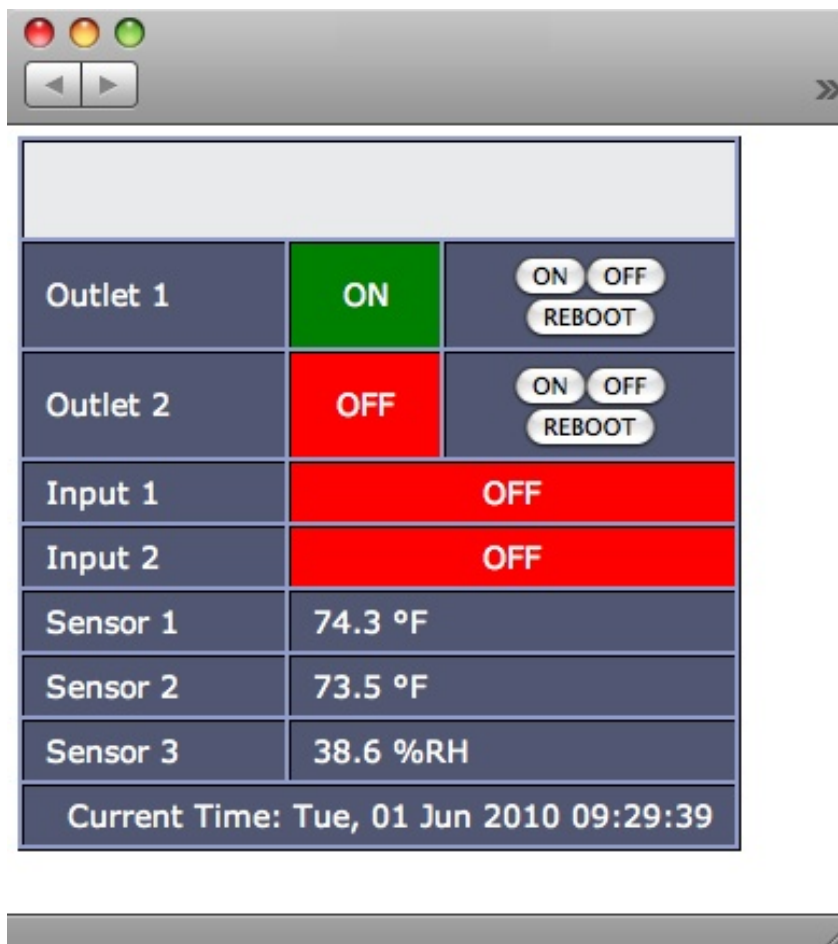 Outlet 1 ON ON OFF
REBOOT
Outlet 2 OFF ON OFF
REBOOT
Input 1 OFF
Input 2 OFF
Sensor 1 74.3 ºF
Sensor 2 73.5 ºF
Sensor 3 38.6 %RH
Current Time: Tue, 01 Jun 2010 09:29:39